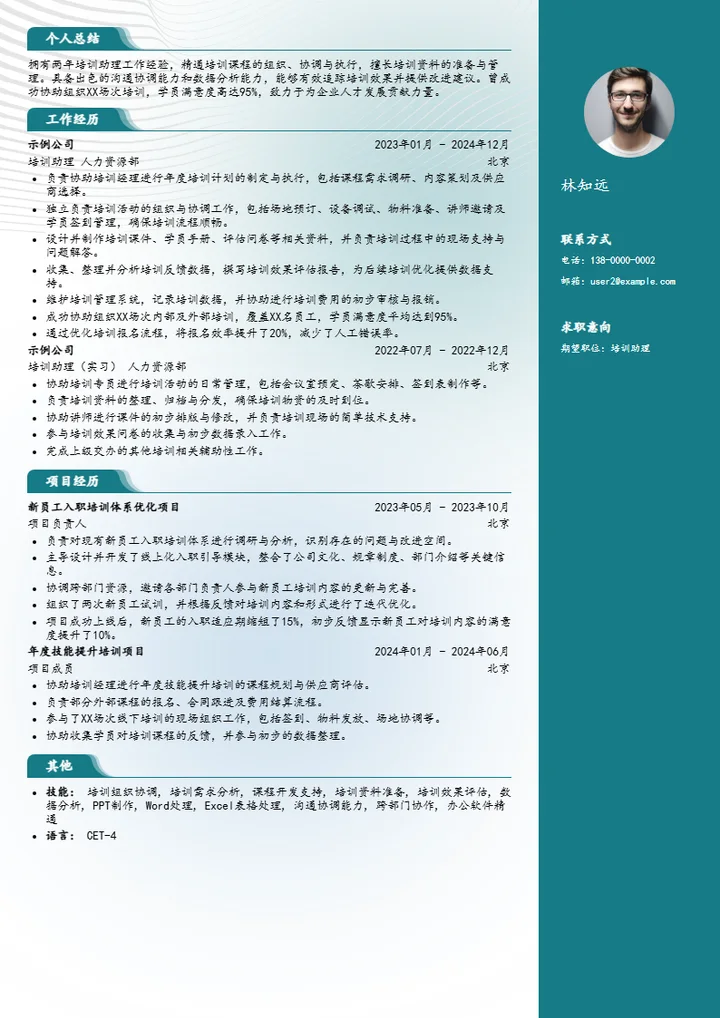 个人总结
拥有两年培训助理工作经验，精通培训课程的组织、协调与执行，擅长培训资料的准备与管
理。具备出色的沟通协调能力和数据分析能力，能够有效追踪培训效果并提供改进建议。曾成
功协助组织XX场次培训，学员满意度高达95%，致力于为企业人才发展贡献力量。
工作经历
示例公司 2023年01月 - 2024年12月
培训助理 人力资源部 北京
• 负责协助培训经理进行年度培训计划的制定与执行，包括课程需求调研、内容策划及供应
商选择。
• 独立负责培训活动的组织与协调工作，包括场地预订、设备调试、物料准备、讲师邀请及
学员签到管理，确保培训流程顺畅。
• 设计并制作培训课件、学员手册、评估问卷等相关资料，并负责培训过程中的现场支持与
问题解答。
• 收集、整理并分析培训反馈数据，撰写培训效果评估报告，为后续培训优化提供数据支
持。
• 维护培训管理系统，记录培训数据，并协助进行培训费用的初步审核与报销。
• 成功协助组织XX场次内部及外部培训，覆盖XX名员工，学员满意度平均达到95%。
• 通过优化培训报名流程，将报名效率提升了20%，减少了人工错误率。
示例公司 2022年07月 - 2022年12月
培训助理（实习） 人力资源部 北京
• 协助培训专员进行培训活动的日常管理，包括会议室预定、茶歇安排、签到表制作等。
• 负责培训资料的整理、归档与分发，确保培训物资的及时到位。
• 协助讲师进行课件的初步排版与修改，并负责培训现场的简单技术支持。
• 参与培训效果问卷的收集与初步数据录入工作。
• 完成上级交办的其他培训相关辅助性工作。
项目经历
新员工入职培训体系优化项目 2023年05月 - 2023年10月
项目负责人 北京
• 负责对现有新员工入职培训体系进行调研与分析，识别存在的问题与改进空间。
• 主导设计并开发了线上化入职引导模块，整合了公司文化、规章制度、部门介绍等关键信
息。
• 协调跨部门资源，邀请各部门负责人参与新员工培训内容的更新与完善。
• 组织了两次新员工试训，并根据反馈对培训内容和形式进行了迭代优化。
• 项目成功上线后，新员工的入职适应期缩短了15%，初步反馈显示新员工对培训内容的满意
度提升了10%。
年度技能提升培训项目 2024年01月 - 2024年06月
项目成员 北京
• 协助培训经理进行年度技能提升培训的课程规划与供应商评估。
• 负责部分外部课程的报名、合同跟进及费用结算流程。
• 参与了XX场次线下培训的现场组织工作，包括签到、物料发放、场地协调等。
• 协助收集学员对培训课程的反馈，并参与初步的数据整理。
其他
• 技能： 培训组织协调, 培训需求分析, 课程开发支持, 培训资料准备, 培训效果评估, 数
据分析, PPT制作, Word处理, Excel表格处理, 沟通协调能力, 跨部门协作, 办公软件精
通
• 语言： CET-4
林知远
联系方式
电话：138-0000-0002
邮箱：user2@example.com
求职意向
期望职位：培训助理